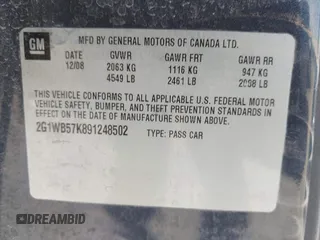 GM
MFD BY GENERAL MOTORS OF CANADA LTD.
DATE GVWR GAWR FRT GAWR RR
12/08 2063 KG 1116 KG 947 KG
4549 LB 2461 LB 2088 LB
THIS VEHICLE CONFORMS TO ALL APPLICABLE U.S. FEDERAL MOTOR
VEHICLE SAFETY, BUMPER, AND THEFT PREVENTION STANDARDS IN
EFFECT ON THE DATE OF MANUFACTURE SHOWN ABOVE.
2G1WB57K891248502 TYPE: PASS CAR
DREAMBID